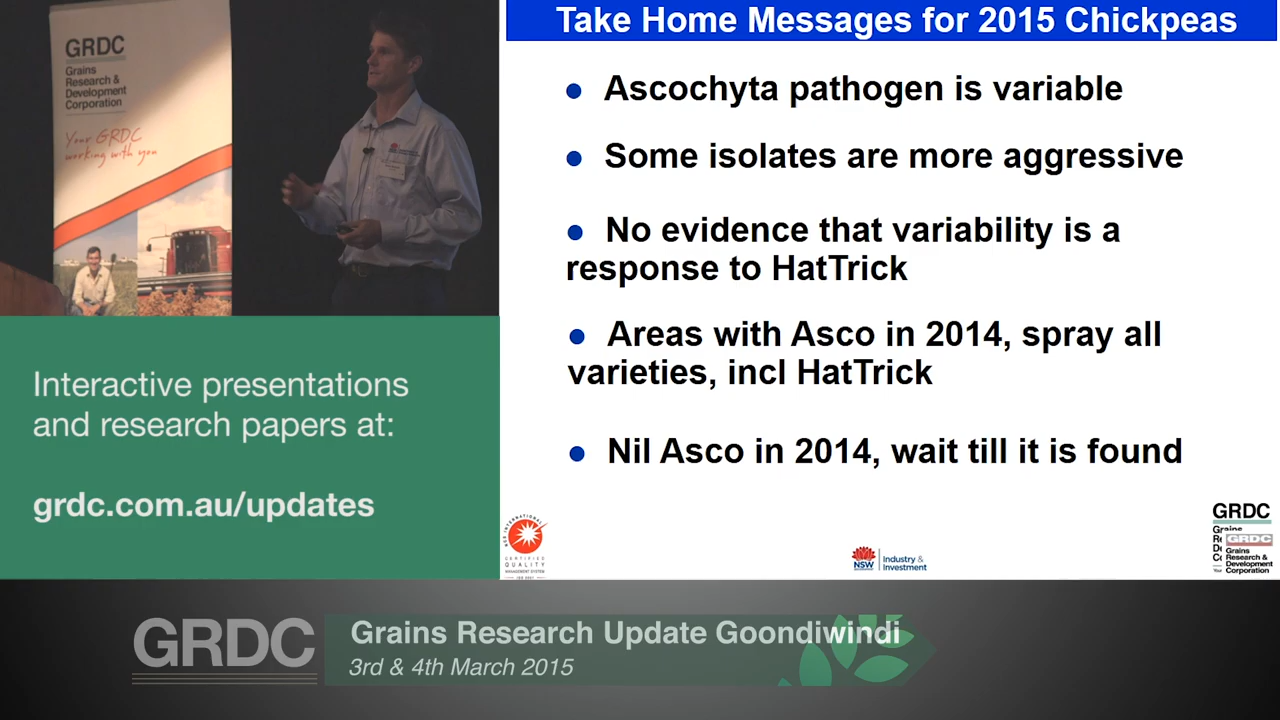 GRDC
Grains
Research &
Development
Corporation
Your GRDC
working with you
Take Home Messages for 2015 Chickpeas
● Ascochyta pathogen is variable
● Some isolates are more aggressive
● No evidence that variability is a
response to HatTrick
● Areas with Asco in 2014, spray all
varieties, incl HatTrick
● Nil Asco in 2014, wait till it is found
Interactive presentations
and research papers at:
grdc.com.au/updates
CERTIFIED
QUALITY
NSW
Industry &
Investment
GRDC
GRDC
Grains
Research &
Development
Corporation
GRDC
Grains Research Update Goondiwindi
3rd & 4th March 2015